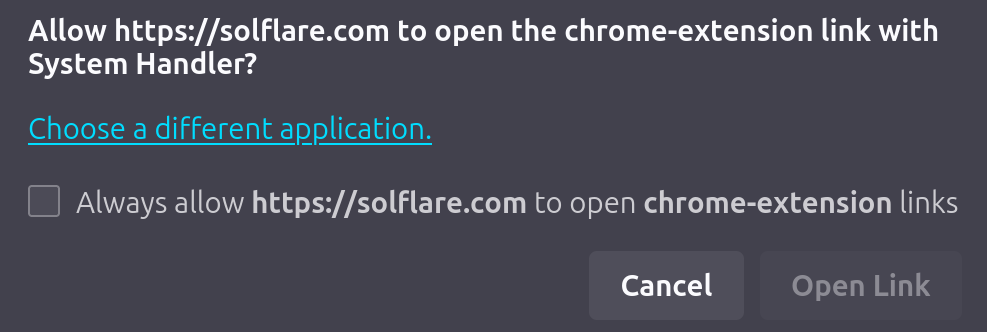 Allow https://solflare.com to open the chrome-extension link with
System Handler?
Choose a different application.
Always allow https://solflare.com to open chrome-extension links
Cancel
Open Link